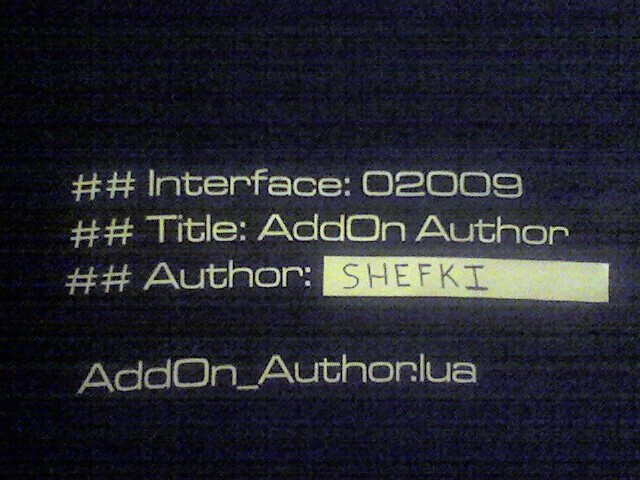 ## Interface: 02009
## Title: AddOn Author
## Author: SHEFKI
AddOn_Author.lua